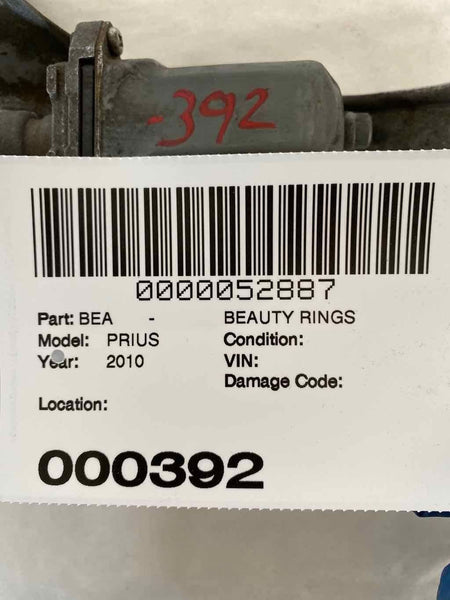 -392
0000052887
Part: BEA - BEAUTY RINGS
Model: PRIUS Condition:
Year: 2010 VIN:
Damage Code:
Location:
000392